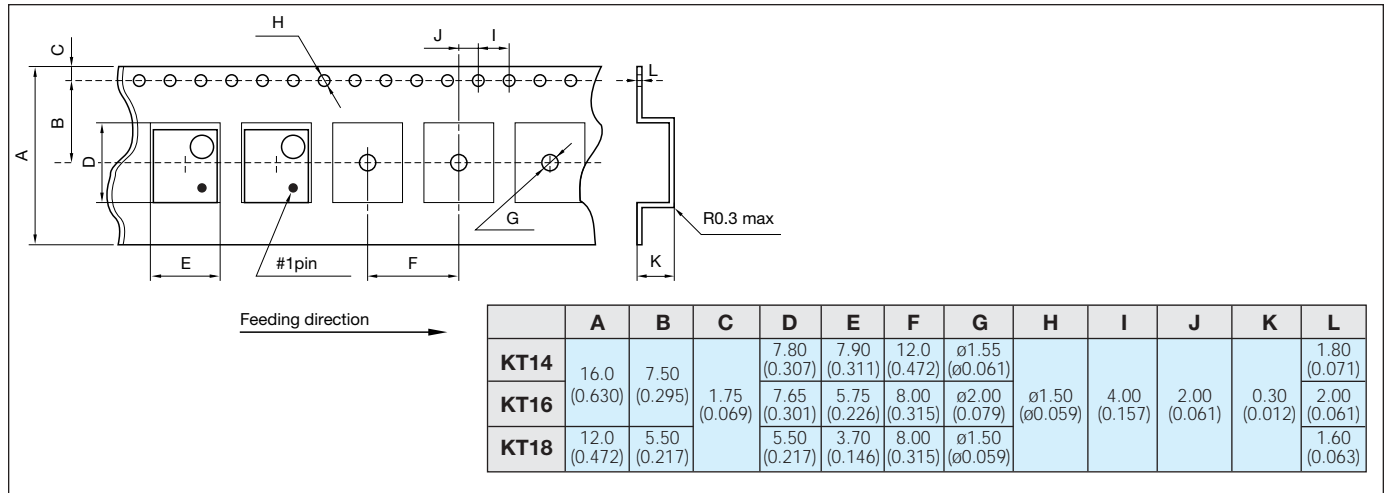 H
J
I
C
L
B
A
D
G
R0.3 max
E
#1pin
F
K
Feeding direction
A B C D E F G H I J K L
KT14 16.0 (0.630) 7.50 (0.295) 1.75 (0.069) 7.80 (0.307) 7.90 (0.311) 12.0 (0.472) ø1.55 (ø0.061) ø1.50 (ø0.059) 4.00 (0.157) 2.00 (0.061) 0.30 (0.012) 1.80 (0.071)
KT16 7.65 (0.301) 5.75 (0.226) 8.00 (0.315) ø2.00 (0.079) 2.00 (0.061)
KT18 12.0 (0.472) 5.50 (0.217) 5.50 (0.217) 3.70 (0.146) 8.00 (0.315) ø1.50 (ø0.059) 1.60 (0.063)